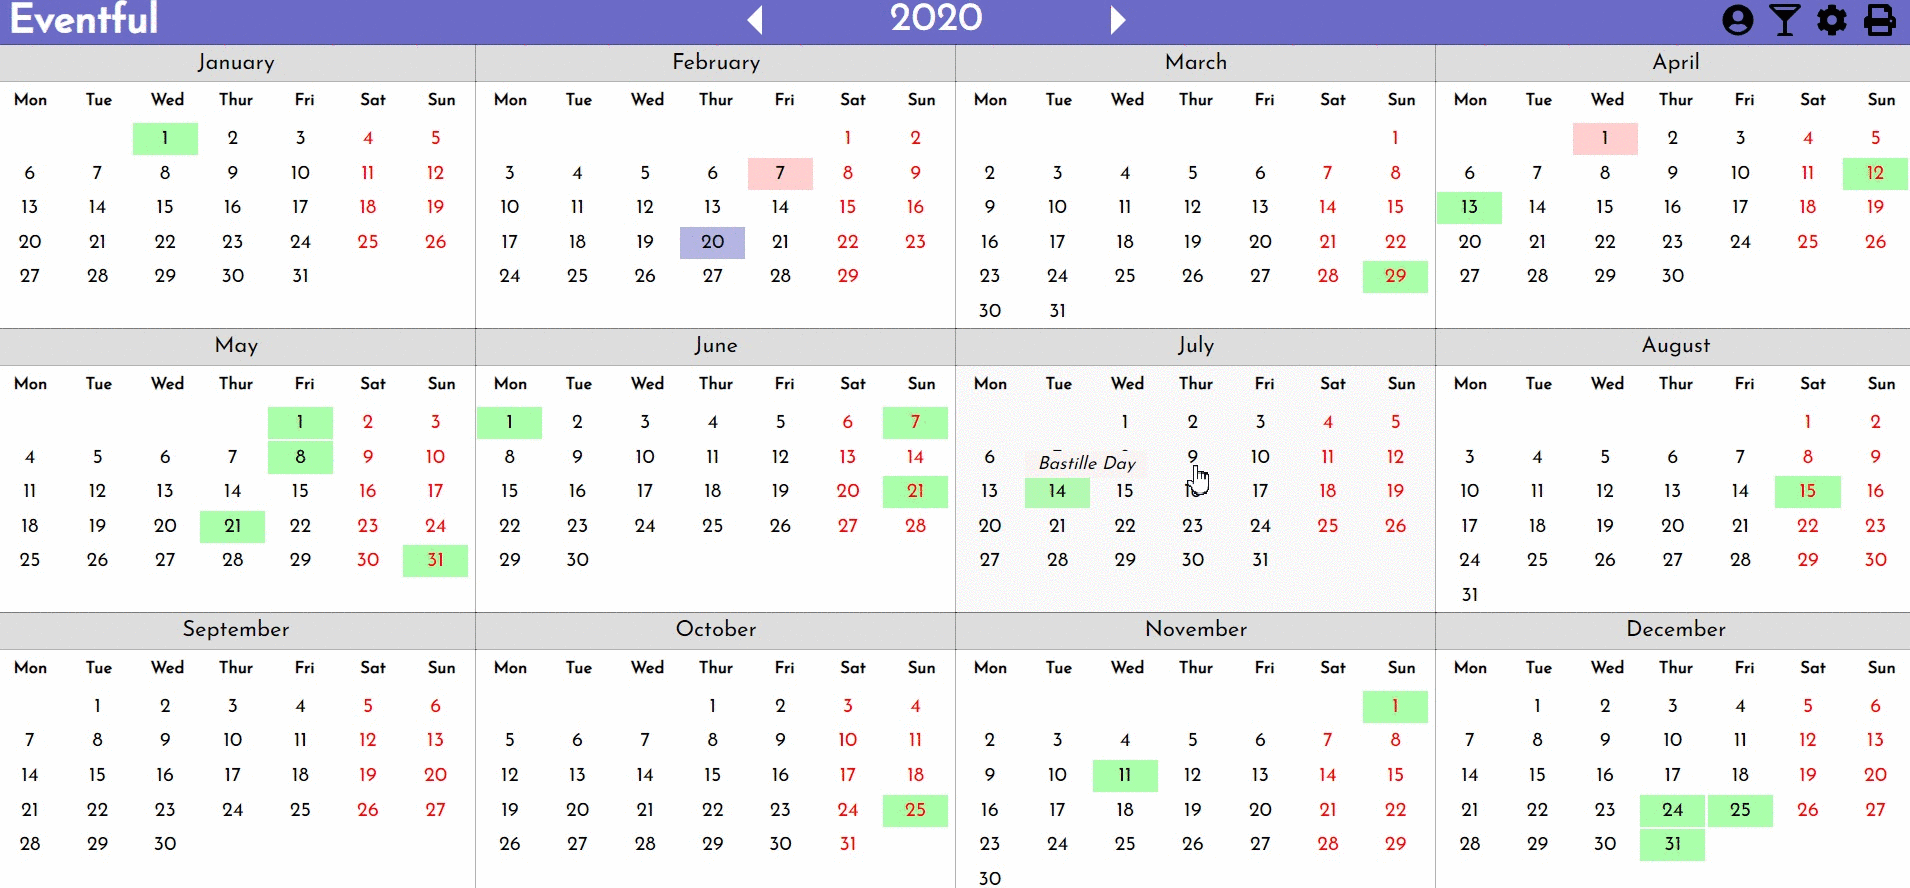 Eventful 2020
January February March April
Mon Tue Wed Thur Fri Sat Sun Mon Tue Wed Thur Fri Sat Sun Mon Tue Wed Thur Fri Sat Sun Mon Tue Wed Thur Fri Sat Sun
1 2 3 4 5 1 2 1 1 2 3 4 5
6 7 8 9 10 11 12 3 4 5 6 7 8 9 2 3 4 5 6 7 8 6 7 8 9 10 11 12
13 14 15 16 17 18 19 10 11 12 13 14 15 16 9 10 11 12 13 14 15 13 14 15 16 17 18 19
20 21 22 23 24 25 26 17 18 19 20 21 22 23 16 17 18 19 20 21 22 20 21 22 23 24 25 26
27 28 29 30 31 24 25 26 27 28 29 23 24 25 26 27 28 29 27 28 29 30
30 31
May June July August
Mon Tue Wed Thur Fri Sat Sun Mon Tue Wed Thur Fri Sat Sun Mon Tue Wed Thur Fri Sat Sun Mon Tue Wed Thur Fri Sat Sun
1 2 3 1 2 3 4 5 6 7 1 2 3 4 5 1 2
4 5 6 7 8 9 10 8 9 10 11 12 13 14 6 Bastille Day 9 10 11 12 3 4 5 6 7 8 9
11 12 13 14 15 16 17 15 16 17 18 19 20 21 13 14 15 17 18 19 10 11 12 13 14 15 16
18 19 20 21 22 23 24 22 23 24 25 26 27 28 20 21 22 23 24 25 26 17 18 19 20 21 22 23
25 26 27 28 29 30 31 29 30 27 28 29 30 31 24 25 26 27 28 29 30
31
September October November December
Mon Tue Wed Thur Fri Sat Sun Mon Tue Wed Thur Fri Sat Sun Mon Tue Wed Thur Fri Sat Sun Mon Tue Wed Thur Fri Sat Sun
1 2 3 4 5 6 1 2 3 4 1 1 2 3 4 5 6
7 8 9 10 11 12 13 5 6 7 8 9 10 11 2 3 4 5 6 7 8 7 8 9 10 11 12 13
14 15 16 17 18 19 20 12 13 14 15 16 17 18 9 10 11 12 13 14 15 14 15 16 17 18 19 20
21 22 23 24 25 26 27 19 20 21 22 23 24 25 16 17 18 19 20 21 22 21 22 23 24 25 26 27
28 29 30 26 27 28 29 30 31 23 24 25 26 27 28 29 28 29 30 31
30